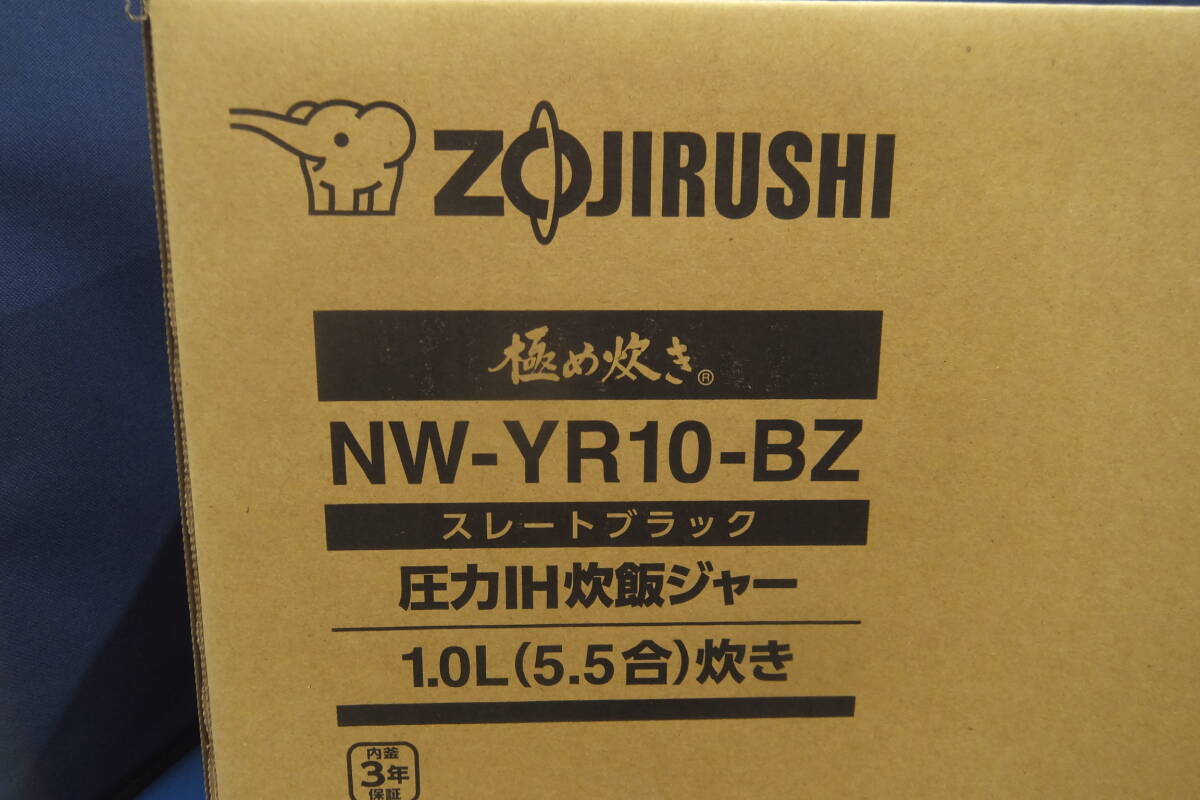 ZOJIRUSHI
極め炊き®
NW-YR10-BZ
スレートブラック
圧力IH炊飯ジャー
1.0L(5.5合)炊き
内釜
3年
保証